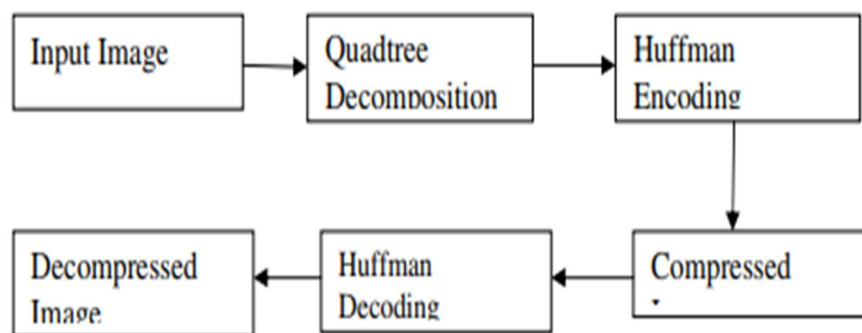 Input Image
Quadtree
Decomposition
Huffman
Encoding
Decompressed
Image
Huffman
Decoding
Compressed